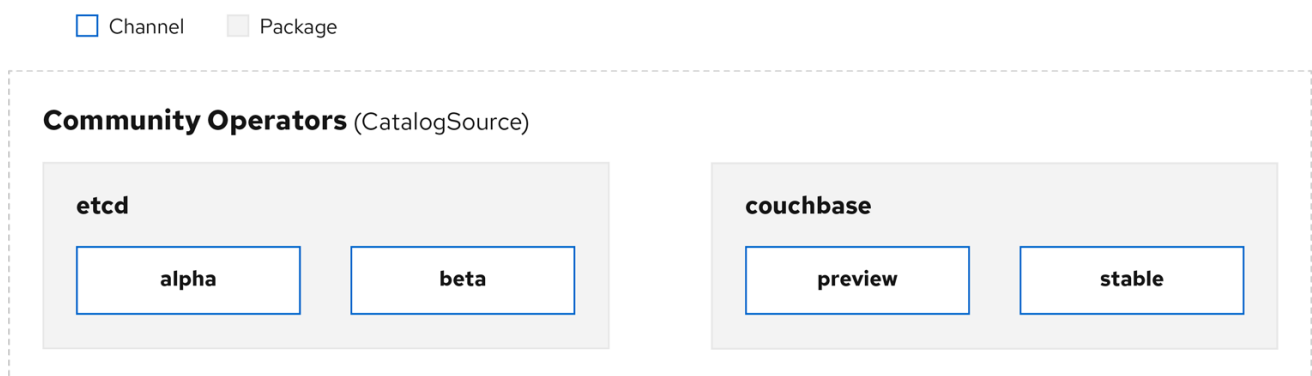 Channel Package
Community Operators (CatalogSource)
etcd
alpha beta
couchbase
preview stable